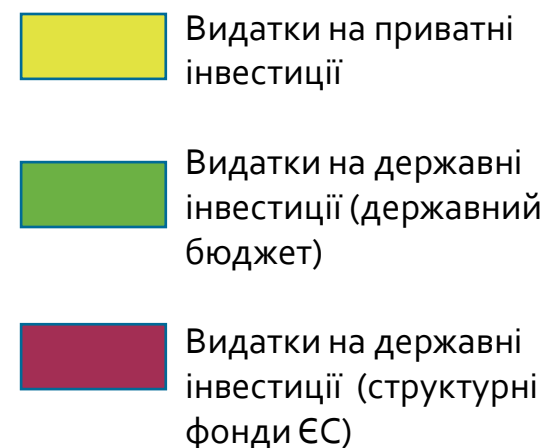 Видатки на приватні
інвестиції
Видатки на державні
інвестиції (державний
бюджет)
Видатки на державні
інвестиції (структурні
фонди ЄС)